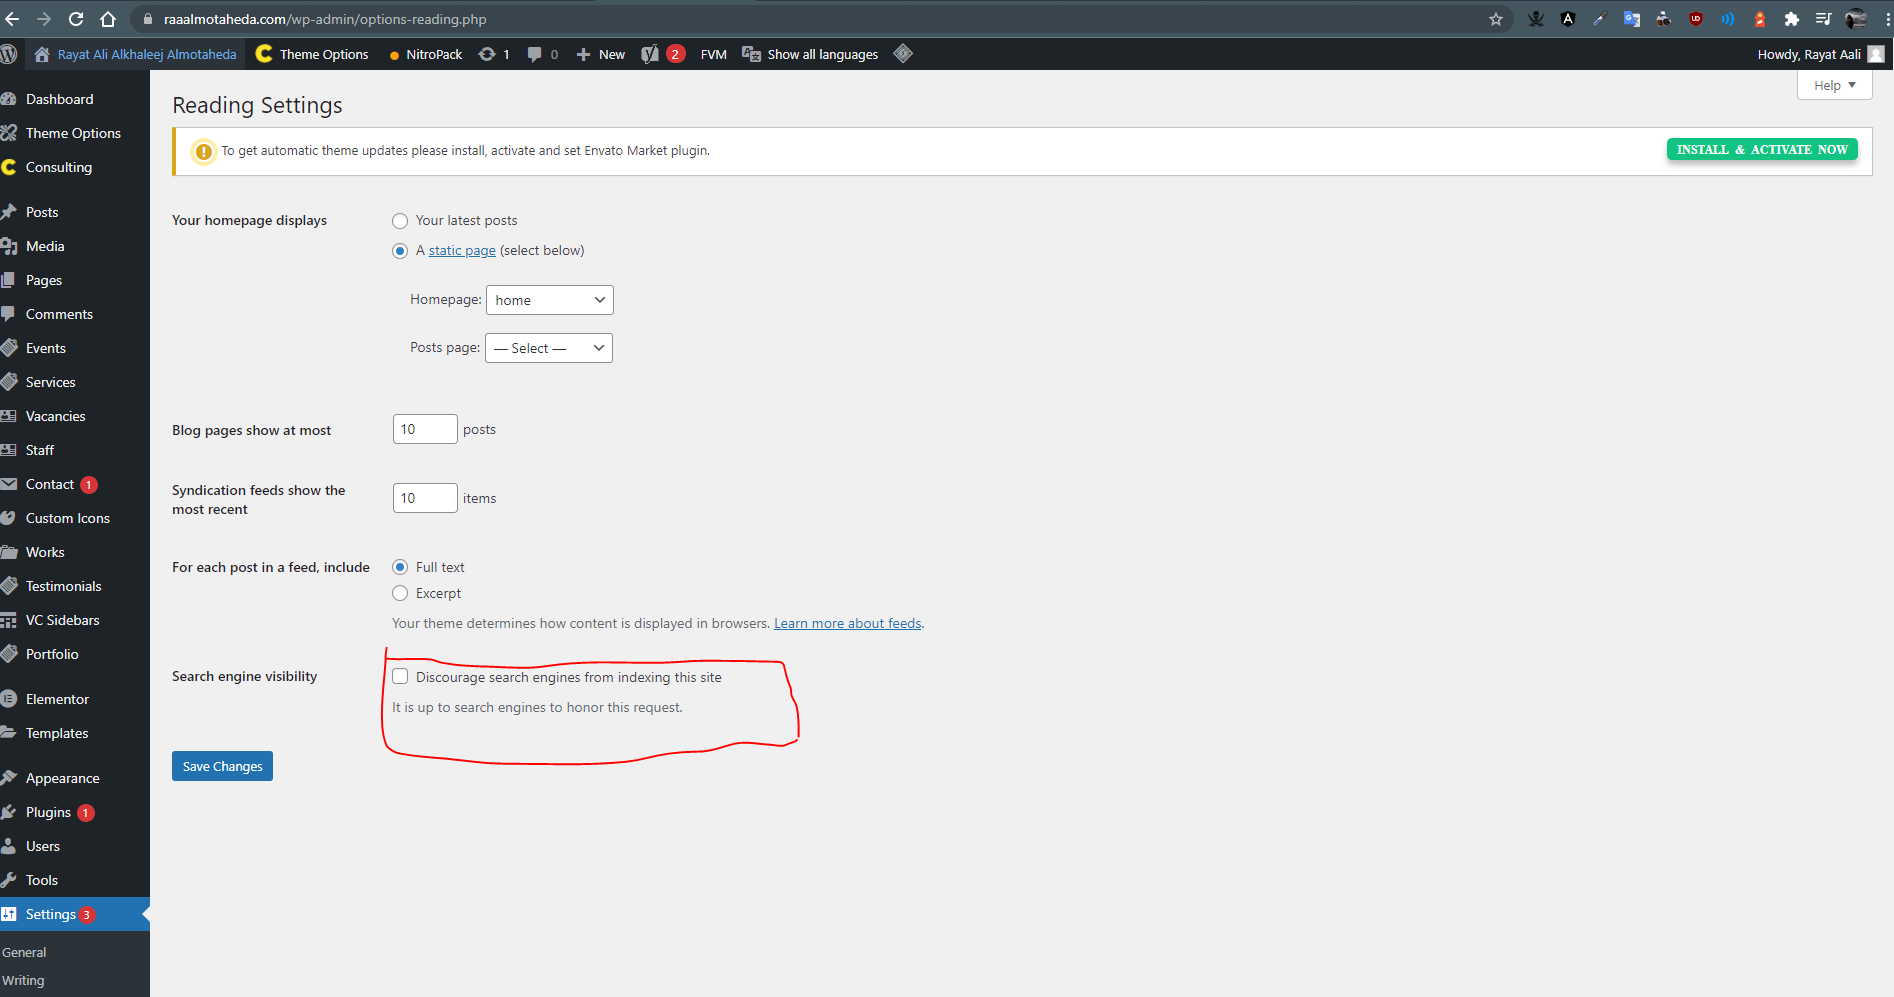 raaalmotaheda.com/wp-admin/options-reading.php
Rayat Ali Alkhaleej Almotaheda
Theme Options
NitroPack
1
0
New
2
FVM
Show all languages
Howdy, Rayat Aali
Dashboard
Theme Options
Consulting
Posts
Media
Pages
Comments
Events
Services
Vacancies
Staff
Contact 1
Custom Icons
Works
Testimonials
VC Sidebars
Portfolio
Elementor
Templates
Appearance
Plugins 1
Users
Tools
Settings 3
General
Writing
Help
Reading Settings
To get automatic theme updates please install, activate and set Envato Market plugin.
INSTALL & ACTIVATE NOW
Your homepage displays
Your latest posts
A static page (select below)
Homepage: home
Posts page: — Select —
Blog pages show at most
10 posts
Syndication feeds show the
most recent
10 items
For each post in a feed, include
Full text
Excerpt
Your theme determines how content is displayed in browsers. Learn more about feeds.
Search engine visibility
Discourage search engines from indexing this site
It is up to search engines to honor this request.
Save Changes